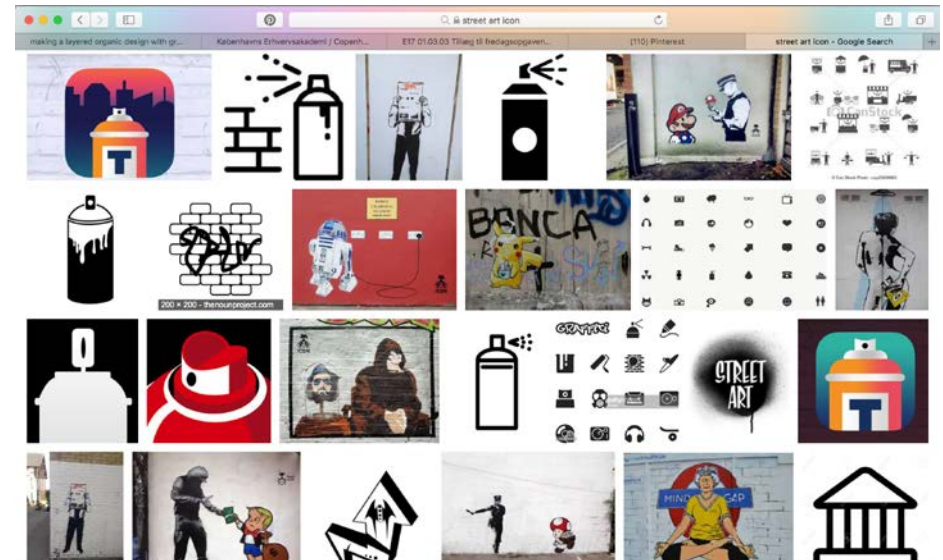 street art icon
making a layered organic design with gr...
Københavns Erhvervsakademi / Copenh...
E17 01.03.03 Tillæg til fredagsopgaven...
(110) Pinterest
street art icon - Google Search
T
CanStock
BENCA
200 × 200 - thenounproject.com
GRAFFITI
STREET
ART
T
MIND
GAP